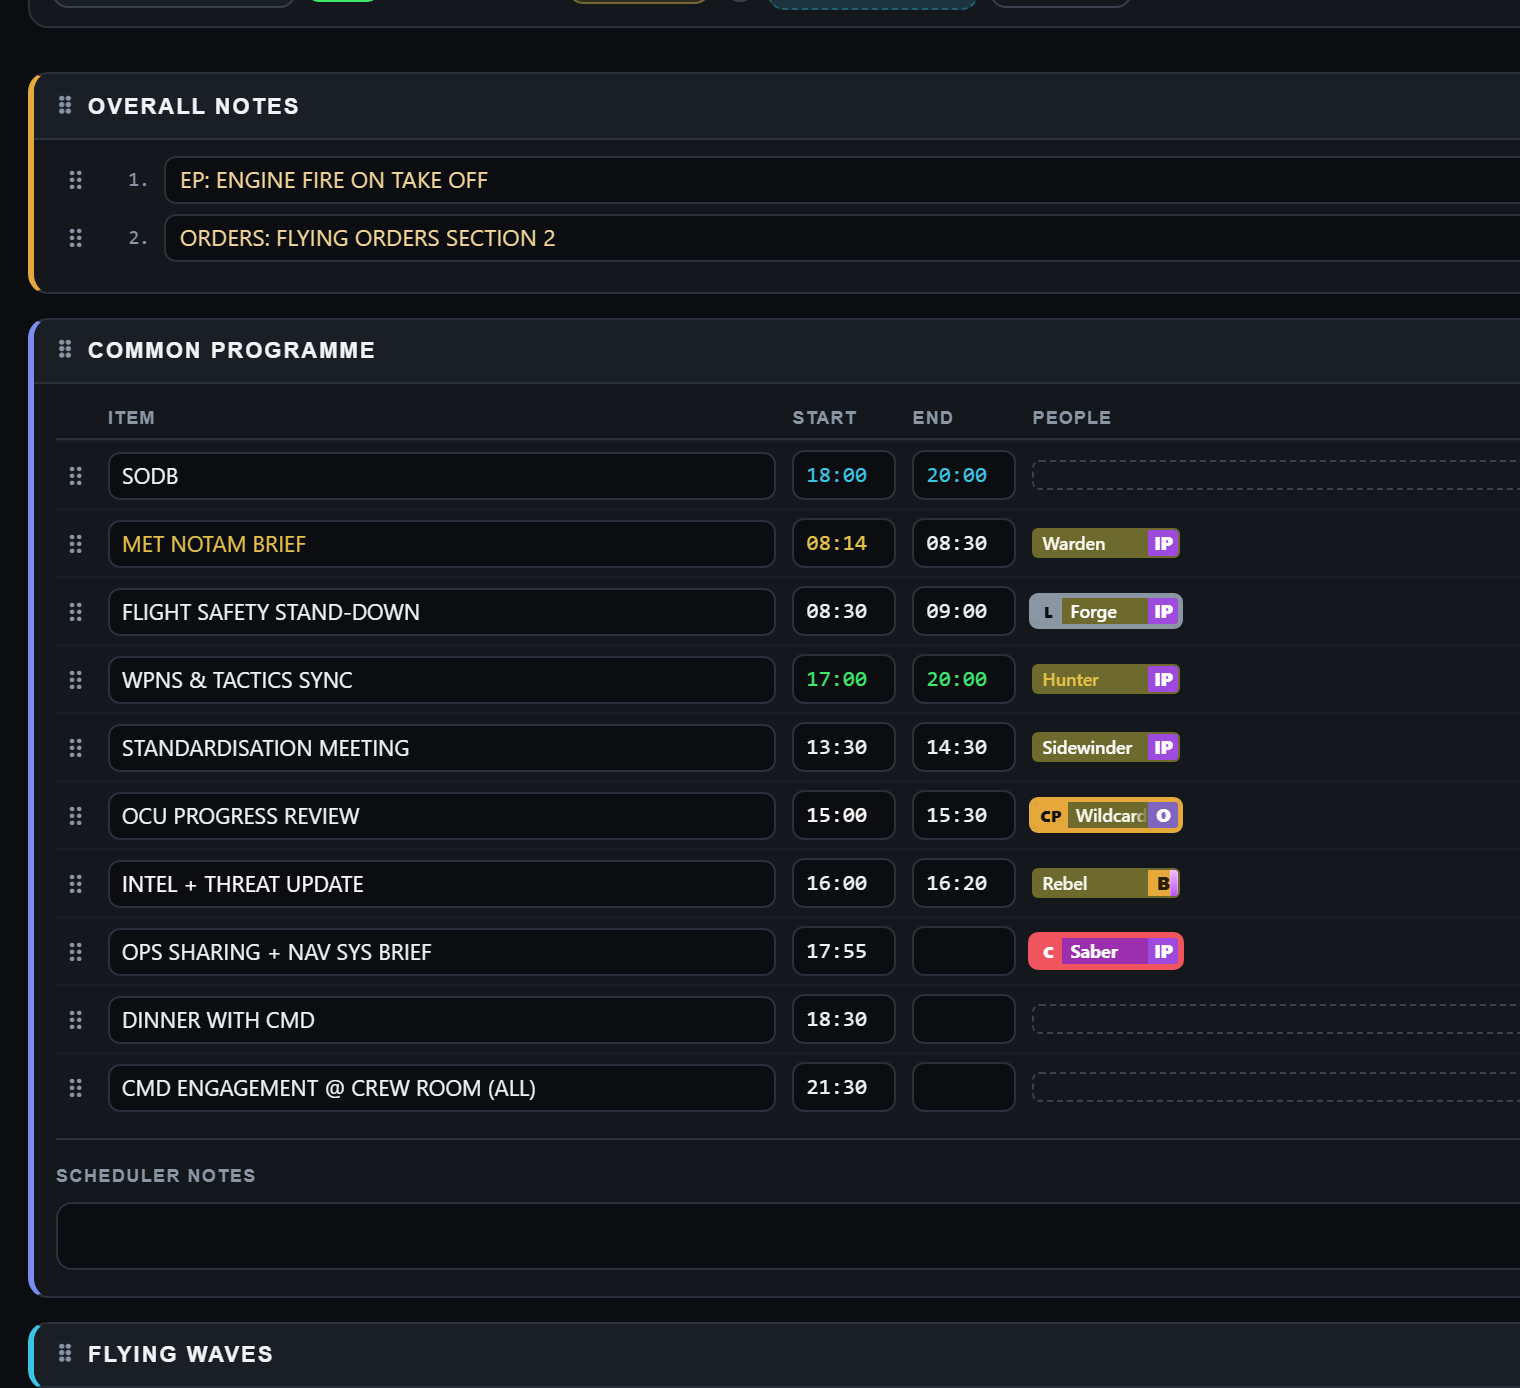 OVERALL NOTES
1. EP: ENGINE FIRE ON TAKE OFF
2. ORDERS: FLYING ORDERS SECTION 2
COMMON PROGRAMME
ITEM START END PEOPLE
SODB 18:00 20:00
MET NOTAM BRIEF 08:14 08:30 Warden IP
FLIGHT SAFETY STAND-DOWN 08:30 09:00 L Forge IP
WPNS & TACTICS SYNC 17:00 20:00 Hunter IP
STANDARDISATION MEETING 13:30 14:30 Sidewinder IP
OCU PROGRESS REVIEW 15:00 15:30 CP Wildcard O
INTEL + THREAT UPDATE 16:00 16:20 Rebel B
OPS SHARING + NAV SYS BRIEF 17:55 C Saber IP
DINNER WITH CMD 18:30
CMD ENGAGEMENT @ CREW ROOM (ALL) 21:30
SCHEDULER NOTES
FLYING WAVES